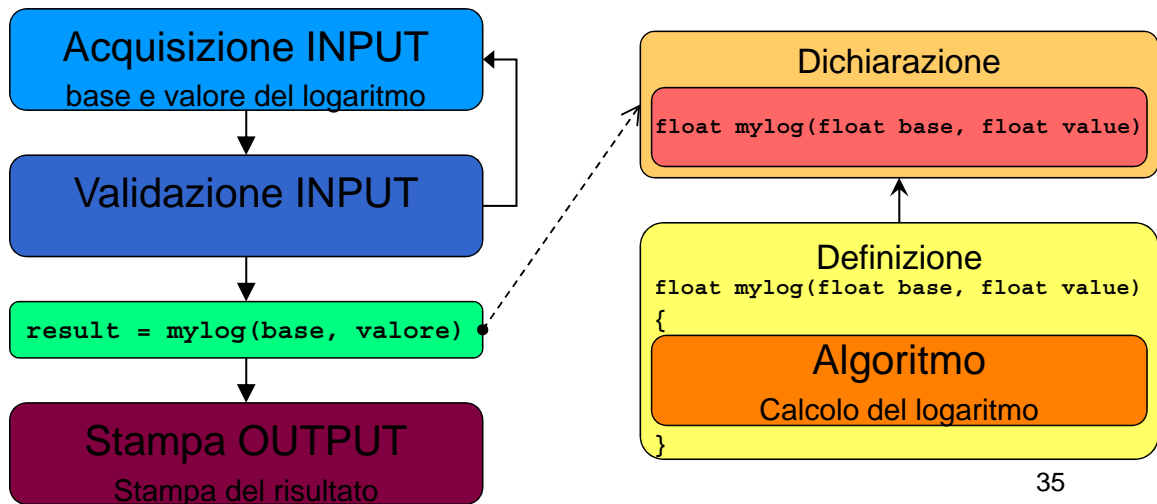 Acquisizione INPUT
base e valore del logaritmo
Validazione INPUT
result = mylog(base, valore)
Stampa OUTPUT
Stampa del risultato
Dichiarazione
float mylog(float base, float value)
Definizione
float mylog(float base, float value)
{
Algoritmo
Calcolo del logaritmo
}
35